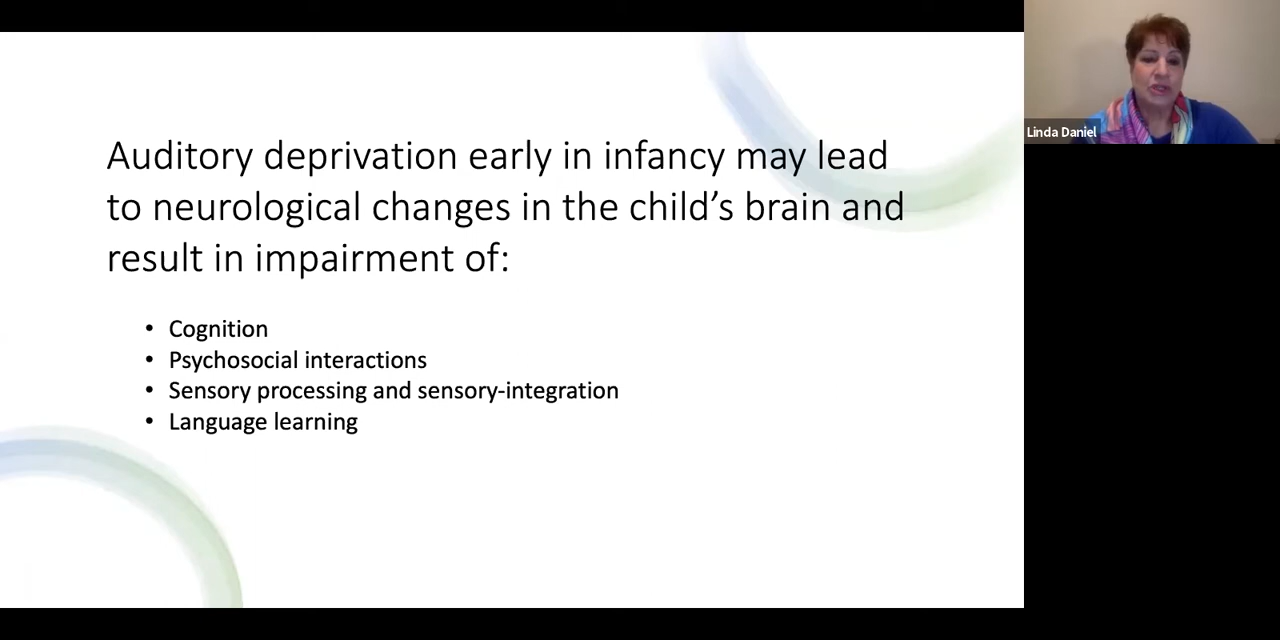 Auditory deprivation early in infancy may lead
to neurological changes in the child’s brain and
result in impairment of:
• Cognition
• Psychosocial interactions
• Sensory processing and sensory-integration
• Language learning
Linda Daniel